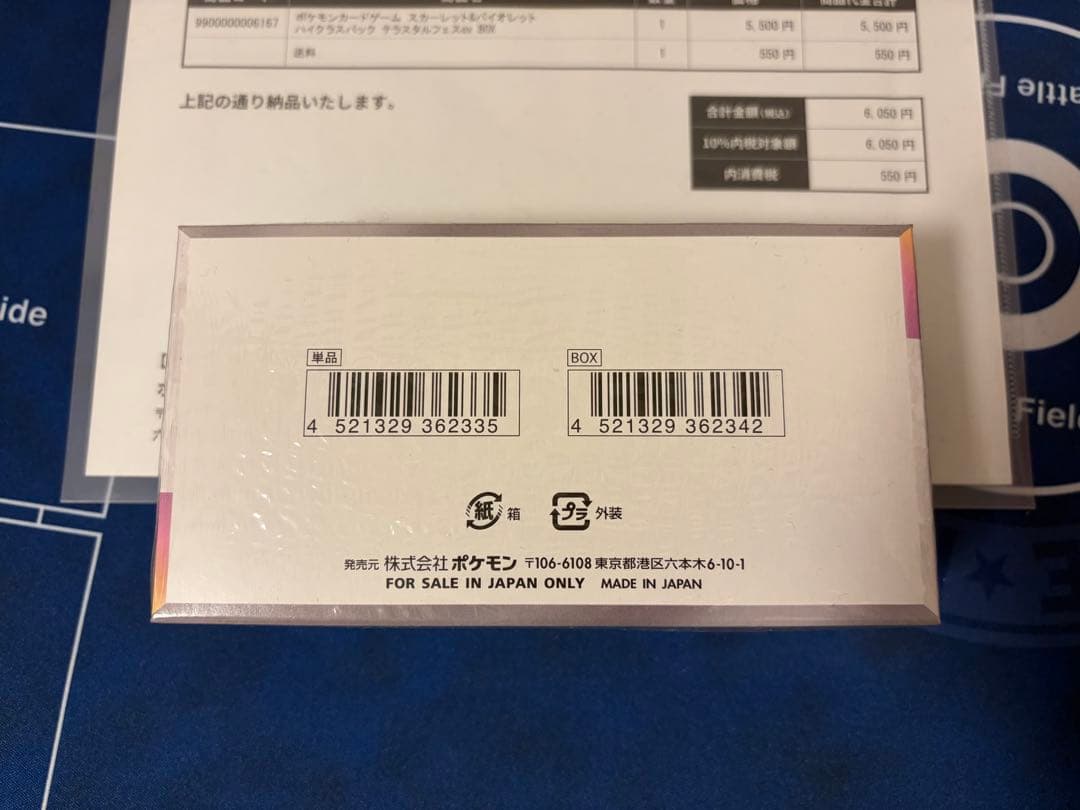 9900000006167 ポケモンカードゲーム スカーレット&バイオレット 1 5,500 円 5,500 円
ハイクラスパック テラスタルフェスex BOX
送料 1 550 円 550 円
上記の通り納品いたします。
合計金額(税込) 6,050 円
10%内税対象額 6,050 円
内消費税 550 円
attle F
ide
Field
単品
4 521329 362335
BOX
4 521329 362342
紙 箱
プラ 外装
発売元 株式会社 ポケモン 〒106-6108 東京都港区六本木6-10-1
FOR SALE IN JAPAN ONLY MADE IN JAPAN